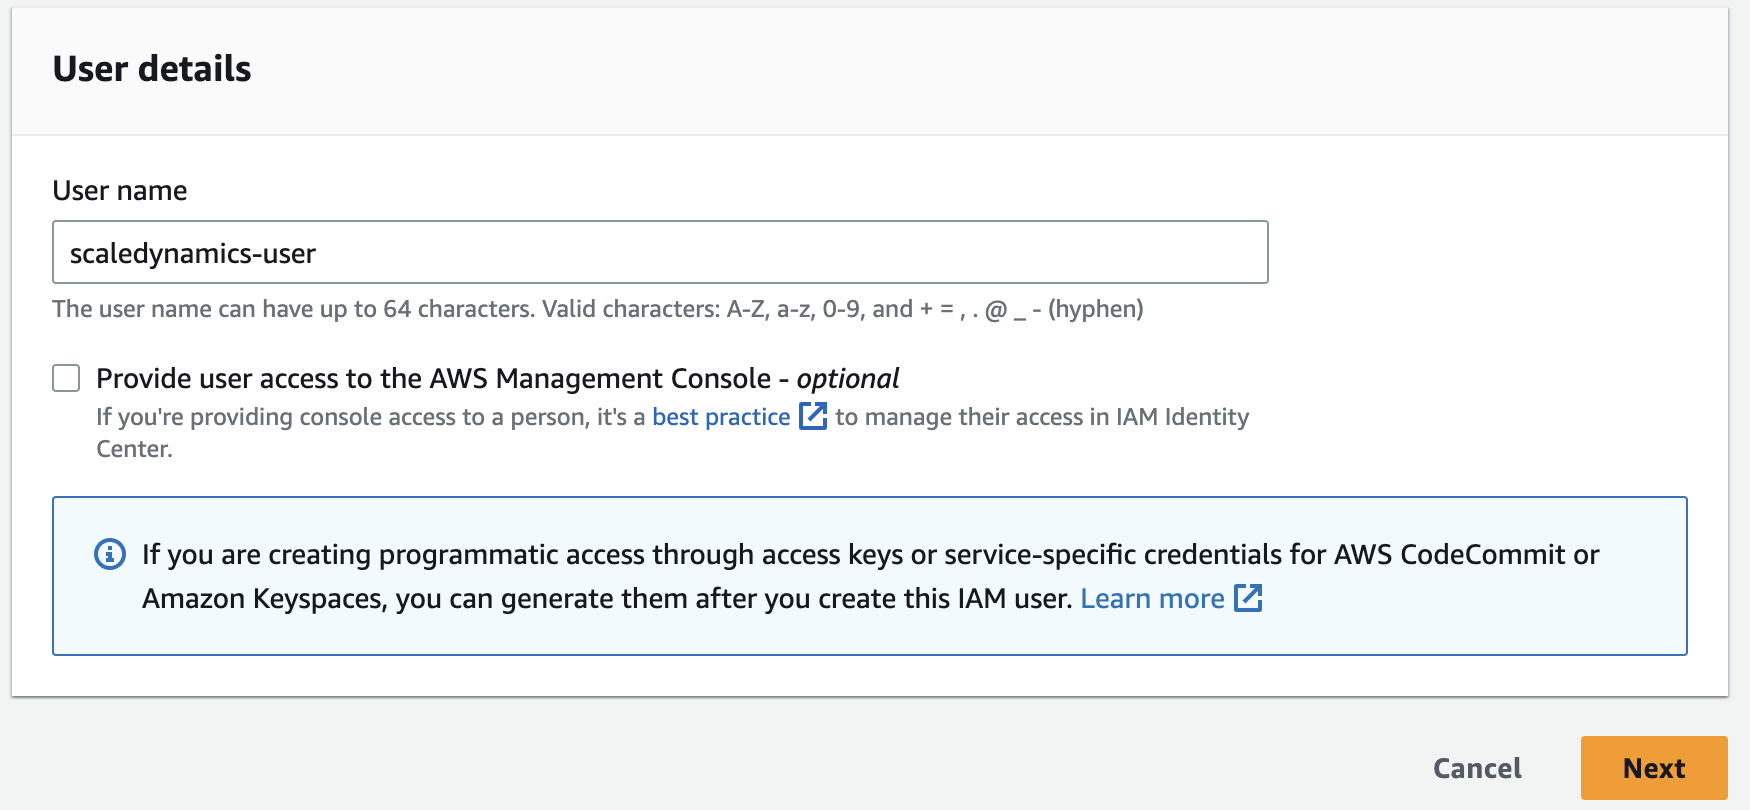 User details
User name
scaledynamics-user
The user name can have up to 64 characters. Valid characters: A-Z, a-z, 0-9, and + = , . @ _ - (hyphen)
Provide user access to the AWS Management Console - optional
If you're providing console access to a person, it's a best practice to manage their access in IAM Identity
Center.
If you are creating programmatic access through access keys or service-specific credentials for AWS CodeCommit or
Amazon Keyspaces, you can generate them after you create this IAM user. Learn more
Cancel Next